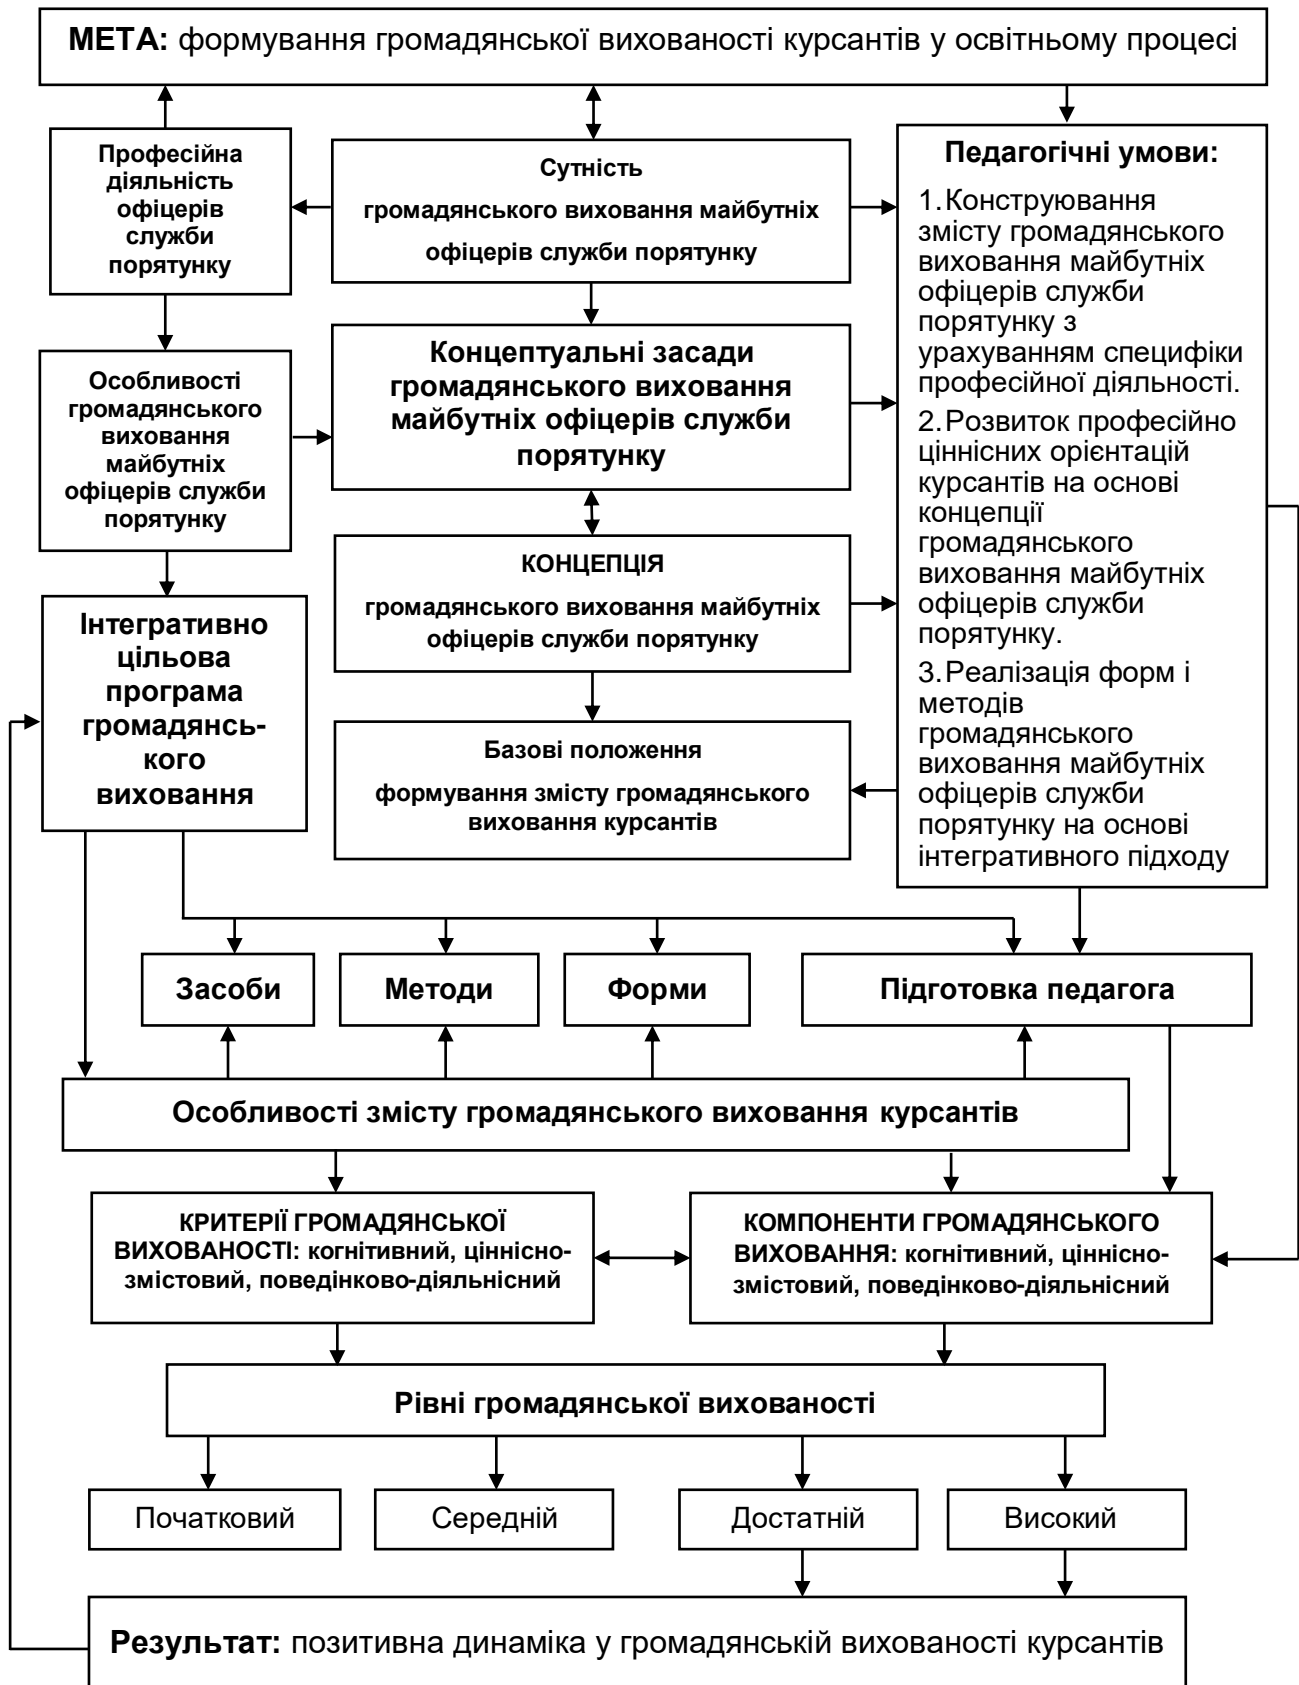 МЕТА: формування громадянської вихованості курсантів у освітньому процесі
Професійна
діяльність
офіцерів
служби
порятунку
Сутність
громадянського виховання майбутніх
офіцерів служби порятунку
Педагогічні умови:
1.Конструювання
змісту громадянського
виховання майбутніх
офіцерів служби
порятунку з
урахуванням специфіки
професійної діяльності.
2.Розвиток професійно
ціннісних орієнтацій
курсантів на основі
концепції
громадянського
виховання майбутніх
офіцерів служби
порятунку.
3.Реалізація форм і
методів
громадянського
виховання майбутніх
офіцерів служби
порятунку на основі
інтегративного підходу
Особливості
громадянського
виховання
майбутніх
офіцерів служби
порятунку
Концептуальні засади
громадянського виховання
майбутніх офіцерів служби
порятунку
КОНЦЕПЦІЯ
громадянського виховання майбутніх
офіцерів служби порятунку
Інтегративно
цільова
програма
громадянсь-
кого
виховання
Базові положення
формування змісту громадянського
виховання курсантів
Засоби
Методи
Форми
Підготовка педагога
Особливості змісту громадянського виховання курсантів
КРИТЕРІЇ ГРОМАДЯНСЬКОЇ
ВИХОВАНОСТІ: когнітивний, ціннісно-
змістовий, поведінково-діяльнісний
КОМПОНЕНТИ ГРОМАДЯНСЬКОГО
ВИХОВАННЯ: когнітивний, ціннісно-
змістовий, поведінково-діяльнісний
Рівні громадянської вихованості
Початковий
Середній
Достатній
Високий
Результат: позитивна динаміка у громадянській вихованості курсантів